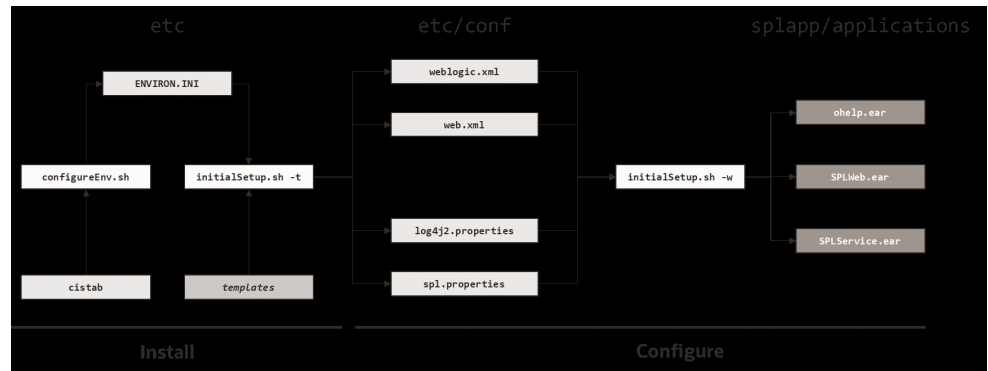 etc
etc/conf
splapp/applications
weblogic.xml
ENVIRON.INI
ohelp.ear
web.xml
configureEnv.sh
initialSetup.sh -t
initialSetup.sh -w
SPLWeb.ear
log4j2.properties
SPLService.ear
cistab
templates
spl.properties
Install
Configure